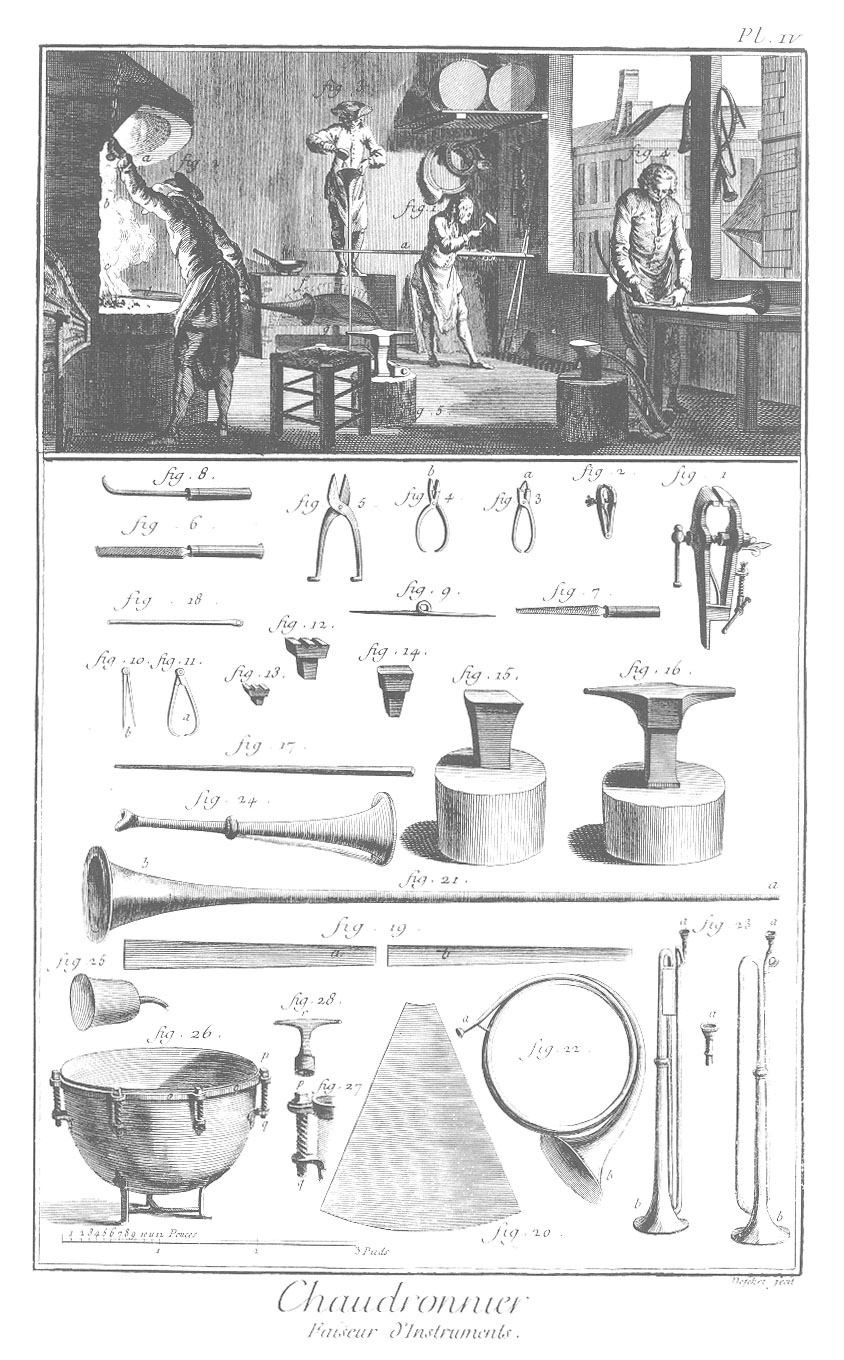 Pl. IV
fig. 3.
a
fig. 2
b
fig. 4
fig. 1
a
c
d
g. 5.
fig. 8.
fig 5
b
fig 4
a
fig 3
fig. 2.
fig 1
fig. 6
fig. 18
fig. 9
fig. 7
fig. 12.
fig. 10. fig. 11.
fig. 13.
fig. 14.
fig. 15.
fig. 16.
b
a
fig. 17
fig. 24
b
fig. 21.
a
fig. 19
a
b
a fig. 23 a
fig 25
a
fig. 28.
a
fig. 26
fig. 22.
p
p fig. 27
q
q
b
b
b
fig. 20.
1 2 3 4 5 6 7 8 9 10 11 12 Pouces
1 2 3 Pieds
fecit
Chaudronnier
Faiseur d'Instruments.